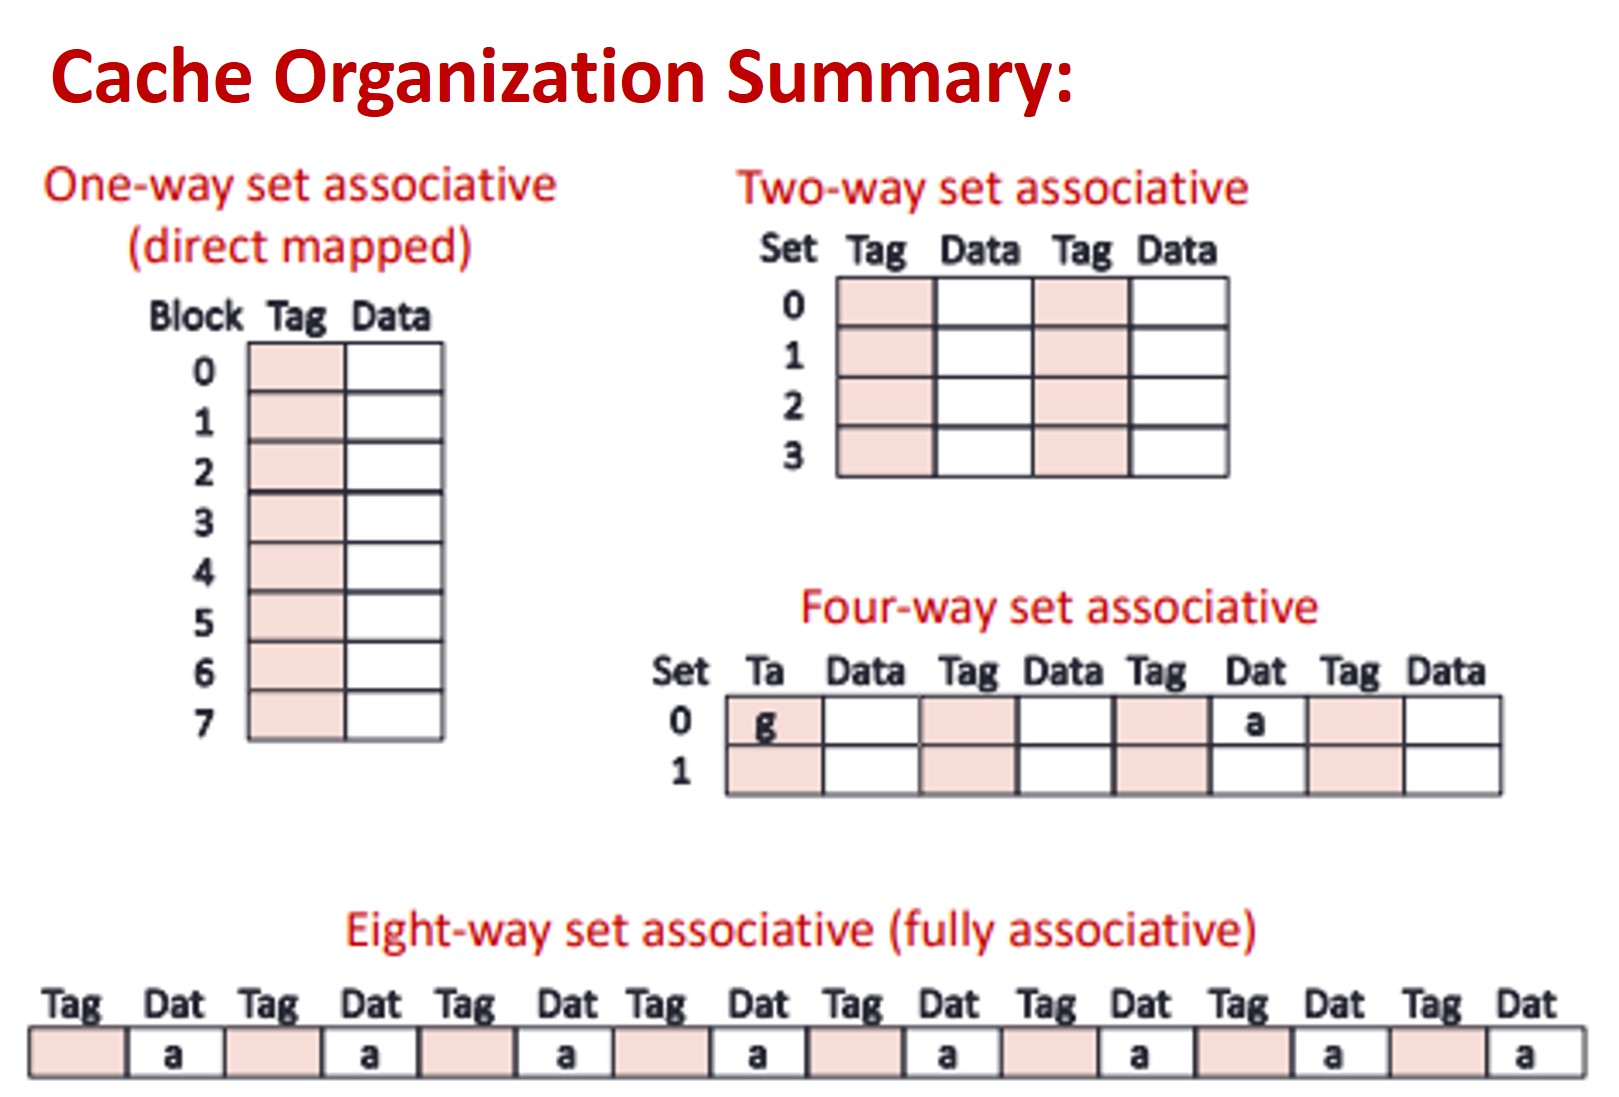 Cache Organization Summary:
One-way set associative
(direct mapped)
Block Tag Data
0
1
2
3
4
5
6
7
Two-way set associative
Set Tag Data Tag Data
0
1
2
3
Four-way set associative
Set Ta Data Tag Data Tag Dat Tag Data
0 g a
1
Eight-way set associative (fully associative)
Tag Dat Tag Dat Tag Dat Tag Dat Tag Dat Tag Dat Tag Dat Tag Dat
a a a a a a a a